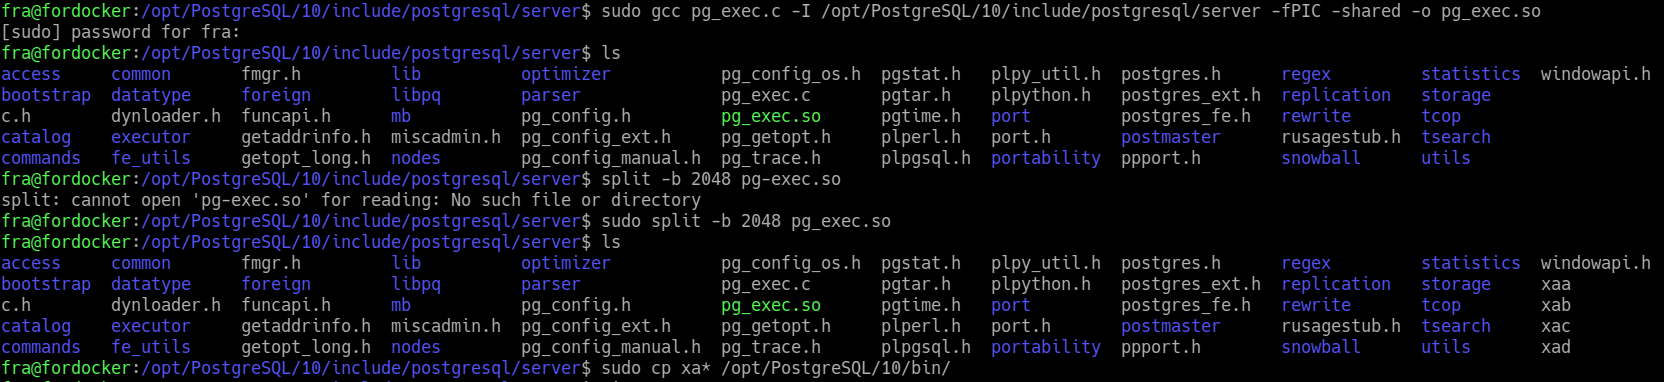 fra@fordocker:/opt/PostgreSQL/10/include/postgresql/server$ sudo gcc pg_exec.c -I /opt/PostgreSQL/10/include/postgresql/server -fPIC -shared -o pg_exec.so
[sudo] password for fra:
fra@fordocker:/opt/PostgreSQL/10/include/postgresql/server$ ls
access common fmgr.h lib optimizer pg_config_os.h pgstat.h plpy_util.h postgres.h regex statistics windowapi.h
bootstrap datatype foreign libpq parser pg_exec.c pgtar.h plpython.h postgres_ext.h replication storage
c.h dynloader.h funcapi.h mb pg_config.h pg_exec.so pgtime.h port postgres_fe.h rewrite tcop
catalog executor getaddrinfo.h miscadmin.h pg_config_ext.h pg_getopt.h plperl.h port.h postmaster rusagestub.h tsearch
commands fe_utils getopt_long.h nodes pg_config_manual.h pg_trace.h plpgsql.h portability ppport.h snowball utils
fra@fordocker:/opt/PostgreSQL/10/include/postgresql/server$ split -b 2048 pg-exec.so
split: cannot open 'pg-exec.so' for reading: No such file or directory
fra@fordocker:/opt/PostgreSQL/10/include/postgresql/server$ sudo split -b 2048 pg_exec.so
fra@fordocker:/opt/PostgreSQL/10/include/postgresql/server$ ls
access common fmgr.h lib optimizer pg_config_os.h pgstat.h plpy_util.h postgres.h regex statistics windowapi.h
bootstrap datatype foreign libpq parser pg_exec.c pgtar.h plpython.h postgres_ext.h replication storage xaa
c.h dynloader.h funcapi.h mb pg_config.h pg_exec.so pgtime.h port postgres_fe.h rewrite tcop xab
catalog executor getaddrinfo.h miscadmin.h pg_config_ext.h pg_getopt.h plperl.h port.h postmaster rusagestub.h tsearch xac
commands fe_utils getopt_long.h nodes pg_config_manual.h pg_trace.h plpgsql.h portability ppport.h snowball utils xad
fra@fordocker:/opt/PostgreSQL/10/include/postgresql/server$ sudo cp xa* /opt/PostgreSQL/10/bin/